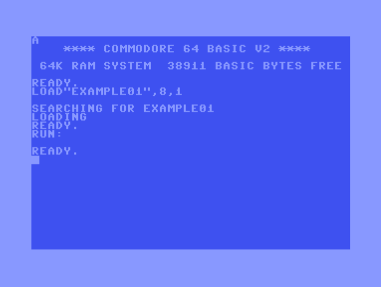 A
**** COMMODORE 64 BASIC V2 ****
64K RAM SYSTEM  38911 BASIC BYTES FREE
READY.
LOAD"EXAMPLE01",8,1
SEARCHING FOR EXAMPLE01
LOADING
READY.
RUN:
READY.